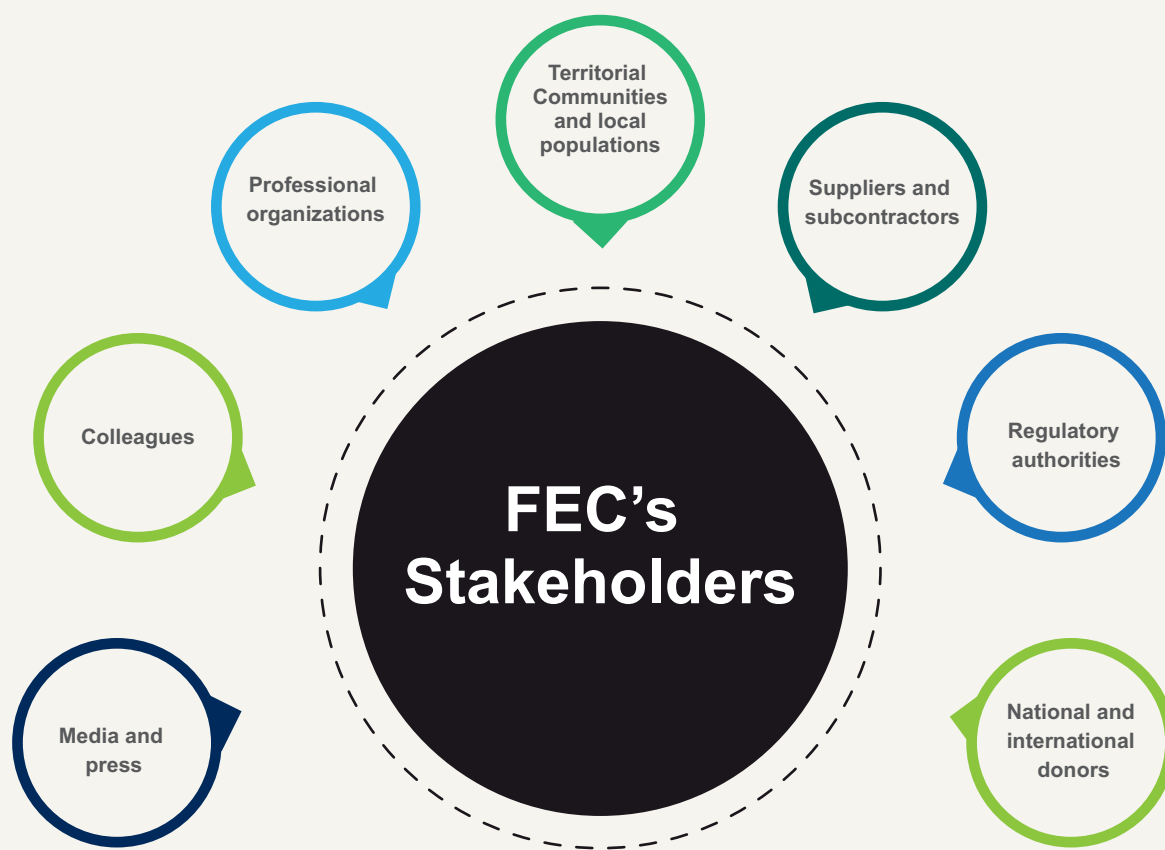 Territorial
Communities
and local
populations
Professional
organizations
Suppliers and
subcontractors
Colleagues
Regulatory
authorities
FEC’s
Stakeholders
Media and
press
National and
international
donors